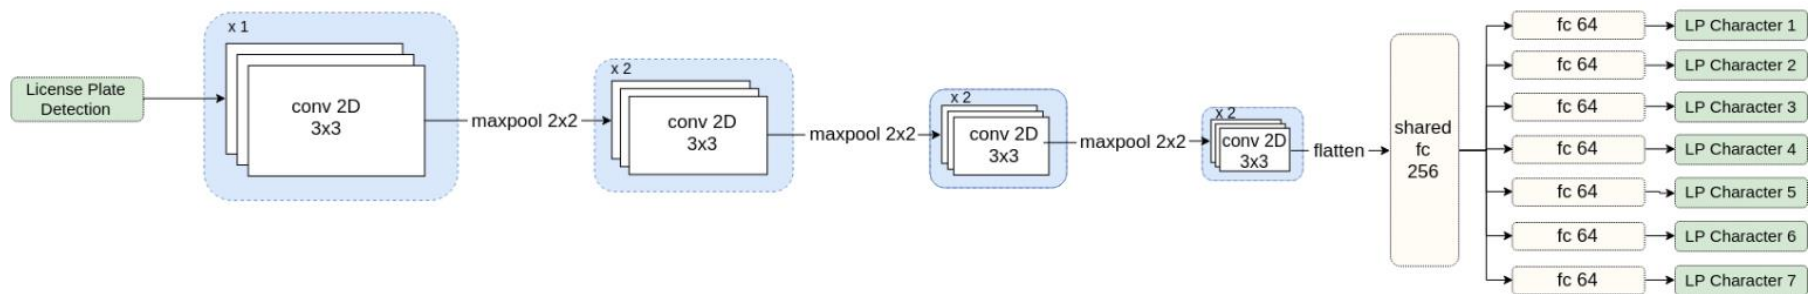 License Plate
Detection
x 1
conv 2D
3x3
maxpool 2x2
x 2
conv 2D
3x3
maxpool 2x2
x 2
conv 2D
3x3
maxpool 2x2
x 2
conv 2D
3x3
flatten
shared
fc
256
fc 64
LP Character 1
fc 64
LP Character 2
fc 64
LP Character 3
fc 64
LP Character 4
fc 64
LP Character 5
fc 64
LP Character 6
fc 64
LP Character 7